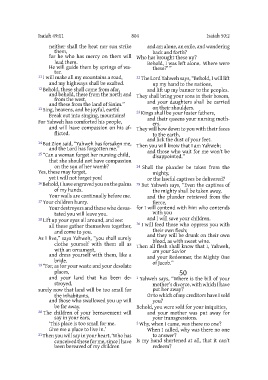 Isaiah 49:11
804
Isaiah 50:2
neither shall the heat nor sun strike
them,
for he who has mercy on them will
lead them.
He will guide them by springs of wa-
ter.
11 I will make all my mountains a road,
and my highways shall be exalted.
12 Behold, these shall come from afar,
and behold, these from the north and
from the west,
and these from the land of Sinim."
13 Sing, heavens, and be joyful, earth!
Break out into singing, mountains!
For Yahweh has comforted his people,
and will have compassion on his af-
flicted.
14 But Zion said, "Yahweh has forsaken me,
and the Lord has forgotten me."
15 "Can a woman forget her nursing child,
that she should not have compassion
on the son of her womb?
Yes, these may forget,
yet I will not forget you!
16 Behold, I have engraved you on the palms
of my hands.
Your walls are continually before me.
17 Your children hurry.
Your destroyers and those who devas-
tated you will leave you.
18 Lift up your eyes all around, and see:
all these gather themselves together,
and come to you.
As I live," says Yahweh, "you shall surely
clothe yourself with them all as
with an ornament,
and dress yourself with them, like a
bride.
19 "For, as for your waste and your desolate
places,
and your land that has been de-
stroyed,
surely now that land will be too small for
the inhabitants,
and those who swallowed you up will
be far away.
20 The children of your bereavement will
say in your ears,
'This place is too small for me.
Give me a place to live in.'
21 Then you will say in your heart, 'Who has
conceived these for me, since I have
been bereaved of my children
and am alone, an exile, and wandering
back and forth?
Who has brought these up?
Behold, I was left alone. Where were
these?'"
22 The Lord Yahweh says, "Behold, I will lift
up my hand to the nations,
and lift up my banner to the peoples.
They shall bring your sons in their bosom,
and your daughters shall be carried
on their shoulders.
23 Kings shall be your foster fathers,
and their queens your nursing moth-
ers.
They will bow down to you with their faces
to the earth,
and lick the dust of your feet.
Then you will know that I am Yahweh;
and those who wait for me won't be
disappointed."
24 Shall the plunder be taken from the
mighty,
or the lawful captives be delivered?
25 But Yahweh says, "Even the captives of
the mighty shall be taken away,
and the plunder retrieved from the
fierce,
for I will contend with him who contends
with you
and I will save your children.
26 I will feed those who oppress you with
their own flesh;
and they will be drunk on their own
blood, as with sweet wine.
Then all flesh shall know that I, Yahweh,
am your Savior
and your Redeemer, the Mighty One
of Jacob."
50
1 Yahweh says, "Where is the bill of your
mother's divorce, with which I have
put her away?
Or to which of my creditors have I sold
you?
Behold, you were sold for your iniquities,
and your mother was put away for
your transgressions.
2 Why, when I came, was there no one?
When I called, why was there no one
to answer?
Is my hand shortened at all, that it can't
redeem?